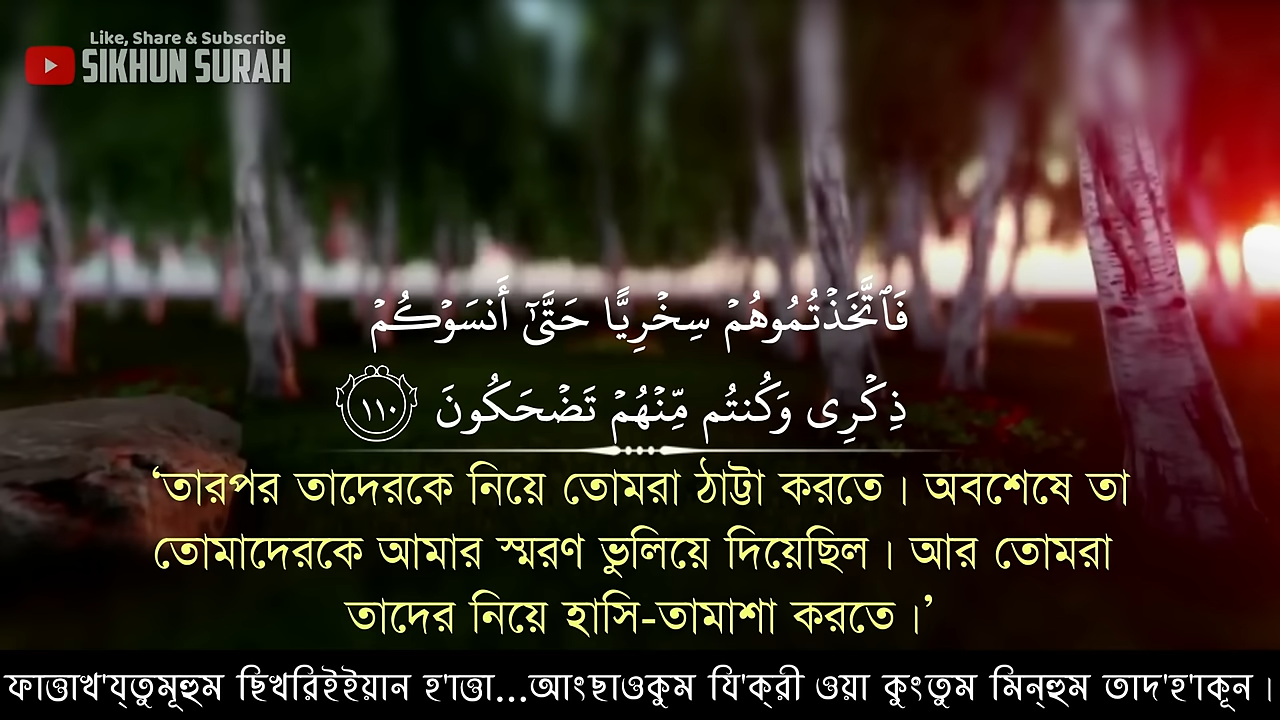 Like, Share & Subscribe
SIKHUN SURAH
فَٱتَّخَذْتُمُوهُمْ سِخْرِيًّا حَتَّىٰٓ أَنسَوْكُمْ
ذِكْرِى وَكُنتُم مِّنْهُمْ تَضْحَكُونَ ١١٠
‘তারপর তাদেরকে নিয়ে তোমরা ঠাট্টা করতে। অবশেষে তা
তোমাদেরকে আমার স্মরণ ভুলিয়ে দিয়েছিল। আর তোমরা
তাদের নিয়ে হাসি-তামাশা করতে।’
ফাত্তাখ'য্তুমূহুম ছিখরিইইয়ান হ'াত্তা...আংছাওকুম যি'ক্রী ওয়া কুংতুম মিন্হুম তাদ'হ'াকূন।